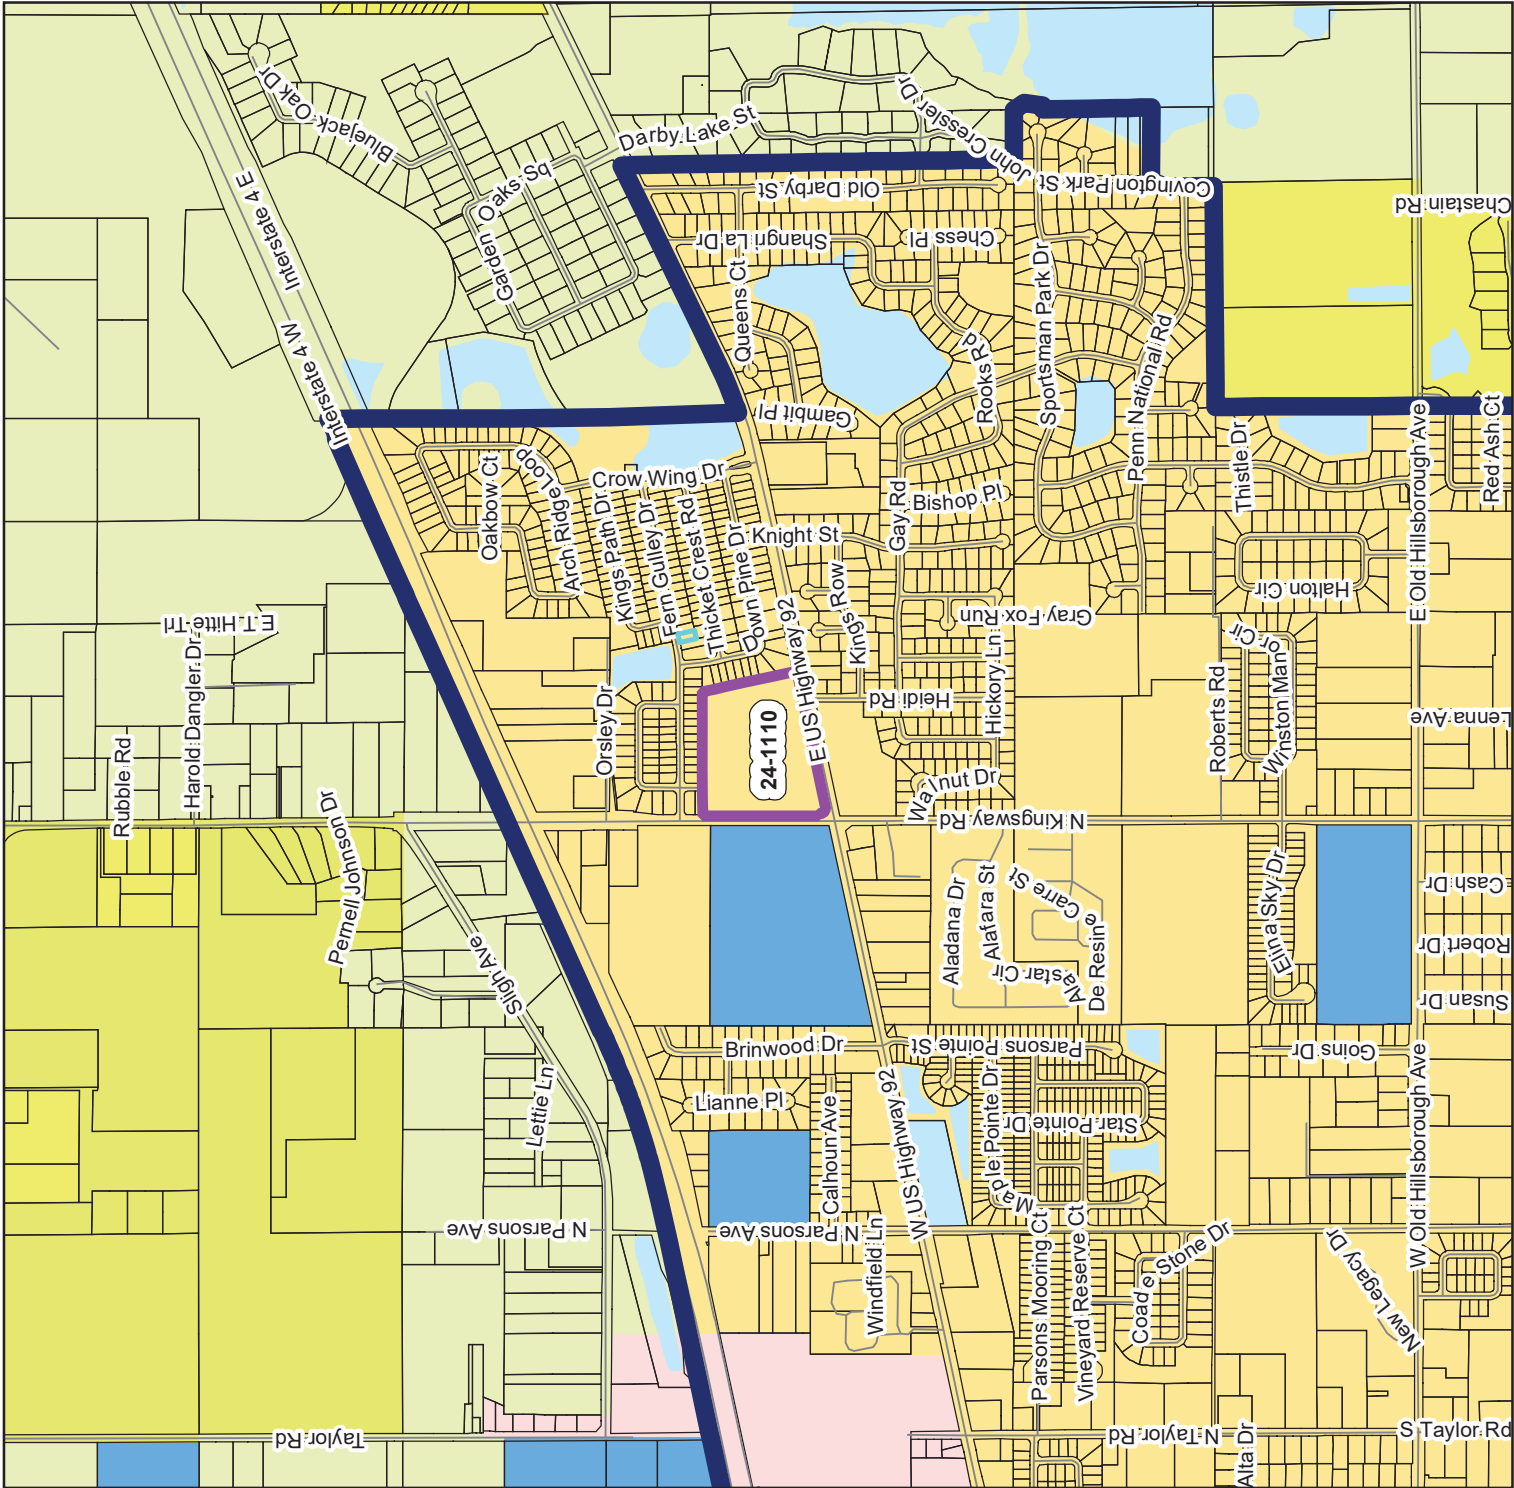 Bluejack Oak Dr
Darby Lake St
John Cressler Dr
Garden Oaks Sq
Interstate 4 E
Interstate 4 W
Old Darby St
Covington Park St
Chastain Rd
Shangri La Dr
Chess Pl
Queens Ct
Sportsman Park Dr
Penn National Rd
Rooks Rd
Gambit Pl
Oakbow Ct
Arch Ridge Loop
Crow Wing Dr
Kings Path Dr
Fern Gulley Dr
Thicket Crest Rd
Down Pine Dr
Knight St
Gay Rd
Bishop Pl
Thistle Dr
E Old Hillsborough Ave
Red Ash Ct
Halton Cir
Gray Fox Run
Kings Row
E US Highway 92
E T Hitte Trl
Harold Dangler Dr
Rubble Rd
Orsley Dr
24-1110
Heidi Rd
Hickory Ln
Roberts Rd
Winston Manor Cir
Lenna Ave
Walnut Dr
N Kingsway Rd
Pernell Johnson Dr
Sligh Ave
Aladana Dr
Alafara St
De Resine Carre St
Alastar Cir
Elina Sky Dr
Cash Dr
Robert Dr
Susan Dr
Brinwood Dr
Parsons Pointe St
Goins Dr
Lettie Ln
Lianne Pl
Calhoun Ave
W US Highway 92
Maple Pointe Dr
Star Pointe Dr
W Old Hillsborough Ave
N Parsons Ave
N Parsons Ave
Windfield Ln
Parsons Mooring Ct
Vineyard Reserve Ct
Coade Stone Dr
New Legacy Dr
Taylor Rd
N Taylor Rd
Alta Dr
S Taylor Rd